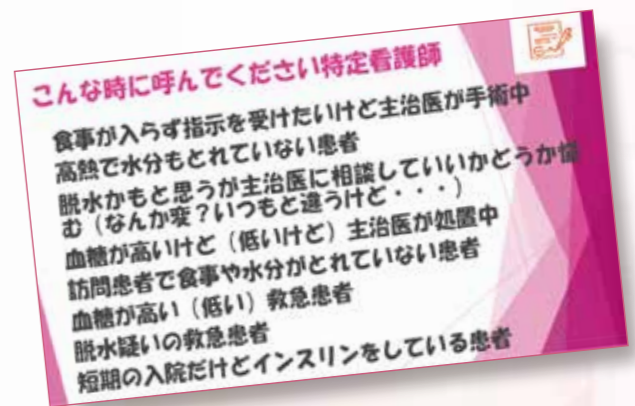 こんな時に呼んでください特定看護師
食事が入らず指示を受けたいけど主治医が手術中
高熱で水分もとれていない患者
脱水かもと思うが主治医に相談していいかどうか悩
む（なんか変？いつもと違うけど・・・）
血糖が高いけど（低いけど）主治医が処置中
訪問患者で食事や水分がとれていない患者
血糖が高い（低い）救急患者
脱水疑いの救急患者
短期の入院だけどインスリンをしている患者